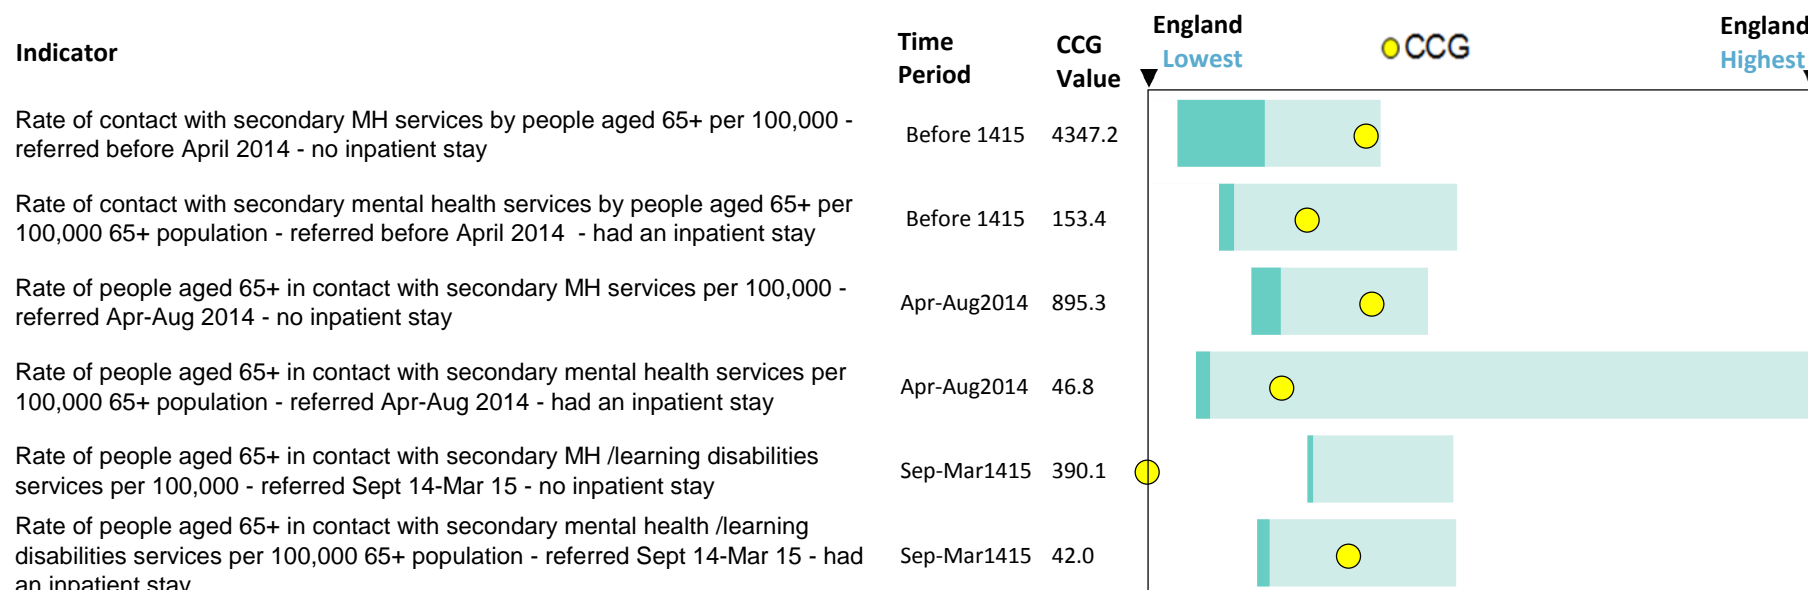 Indicator
Time Period
CCG Value
England Lowest
CCG
England Highest
Rate of contact with secondary MH services by people aged 65+ per 100,000 -
referred before April 2014 - no inpatient stay
Before 1415 4347.2
Rate of contact with secondary mental health services by people aged 65+ per
100,000 65+ population - referred before April 2014 - had an inpatient stay
Before 1415 153.4
Rate of people aged 65+ in contact with secondary MH services per 100,000 -
referred Apr-Aug 2014 - no inpatient stay
Apr-Aug2014 895.3
Rate of people aged 65+ in contact with secondary mental health services per
100,000 65+ population - referred Apr-Aug 2014 - had an inpatient stay
Apr-Aug2014 46.8
Rate of people aged 65+ in contact with secondary MH /learning disabilities
services per 100,000 - referred Sept 14-Mar 15 - no inpatient stay
Sep-Mar1415 390.1
Rate of people aged 65+ in contact with secondary mental health /learning
disabilities services per 100,000 65+ population - referred Sept 14-Mar 15 - had
an inpatient stay
Sep-Mar1415 42.0